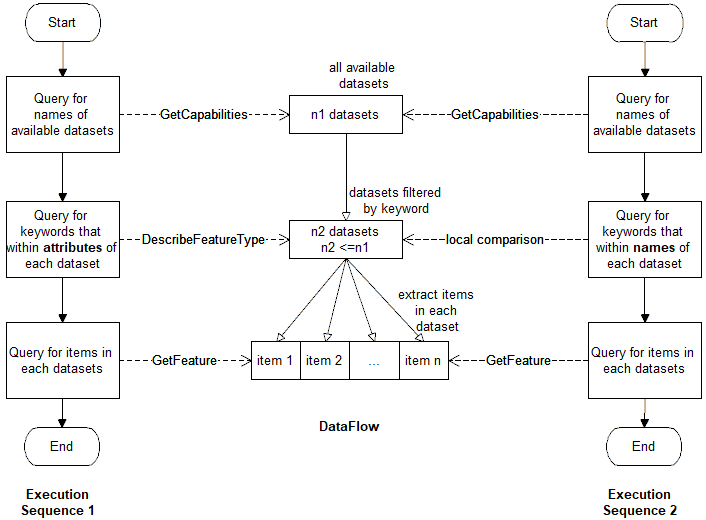 Start
Query for
names of
available datasets
Query for
keywords that
within attributes of
each dataset
Query for items in
each datasets
End
Execution
Sequence 1
GetCapabilities
DescribeFeatureType
GetFeature
all available
datasets
n1 datasets
datasets filtered
by keyword
n2 datasets
n2 <=n1
extract items
in each
dataset
item 1
item 2
...
item n
DataFlow
GetCapabilities
local comparison
GetFeature
Start
Query for
names of
available datasets
Query for
keywords that
within names of
each dataset
Query for items in
each datasets
End
Execution
Sequence 2